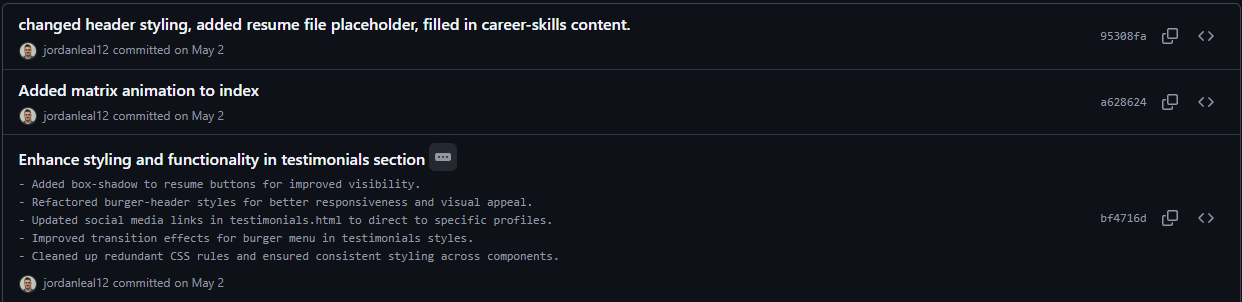 changed header styling, added resume file placeholder, filled in career-skills content.
jordanleal12 committed on May 2
95308fa
Added matrix animation to index
jordanleal12 committed on May 2
a628624
Enhance styling and functionality in testimonials section
- Added box-shadow to resume buttons for improved visibility.
- Refactored burger-header styles for better responsiveness and visual appeal.
- Updated social media links in testimonials.html to direct to specific profiles.
- Improved transition effects for burger menu in testimonials styles.
- Cleaned up redundant CSS rules and ensured consistent styling across components.
jordanleal12 committed on May 2
bf4716d